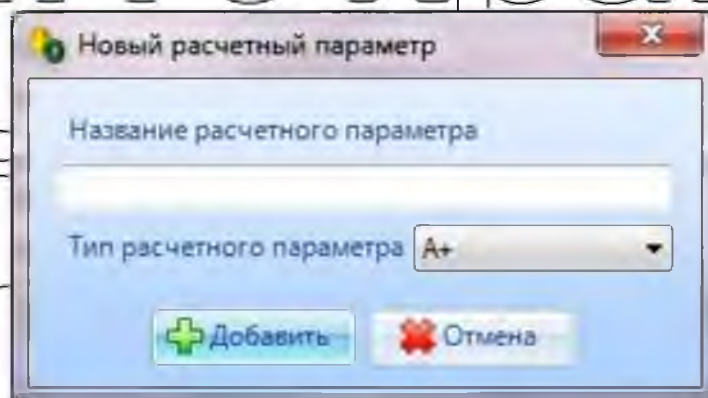 Новый расчетный параметр
Название расчетного параметра
Тип расчетного параметра A+
Добавить Отмена